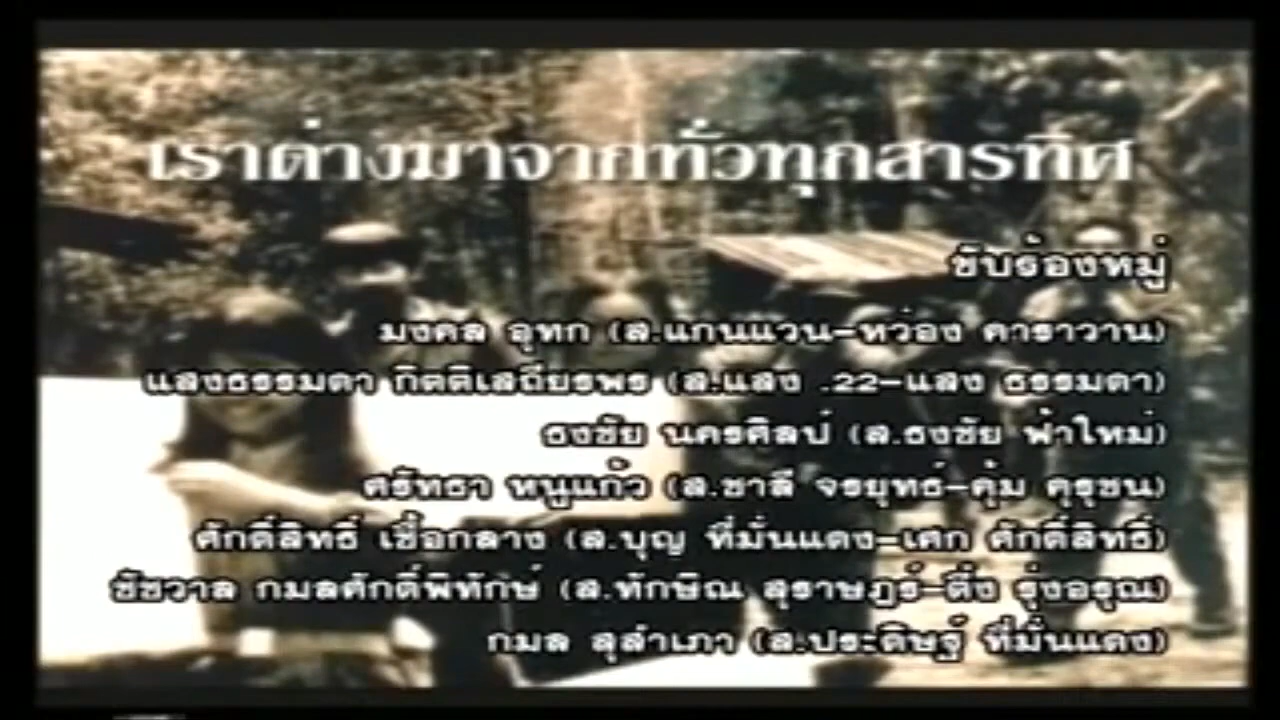 เราต่างมาจากทั่วทุกสารทิศ
ขับร้องหมู่
มงคล อุทก (ส.แกนแวน-หว่อง คาราวาน)
แสงธรรมดา กิตติเสถียรพร (ส.แสง .22-แสง ธรรมดา)
ธงชัย นครศิลป์ (ส.ธงชัย ฟ้าใหม่)
ศรัทธา หนูแก้ว (ส.ชาลี จรยุทธ์-คุ้ม คุรุชน)
ศักดิ์สิทธิ์ เชื้อกลาง (ส.บุญ ที่มั่นแดง-เศก ศักดิ์สิทธิ์)
ชัชวาล กมลศักดิ์พิทักษ์ (ส.ทักษิณ สุราษฎร์-ติ่ง รุ่งอรุณ)
กมล สุสำเภา (ส.ประดิษฐ์ ที่มั่นแดง)